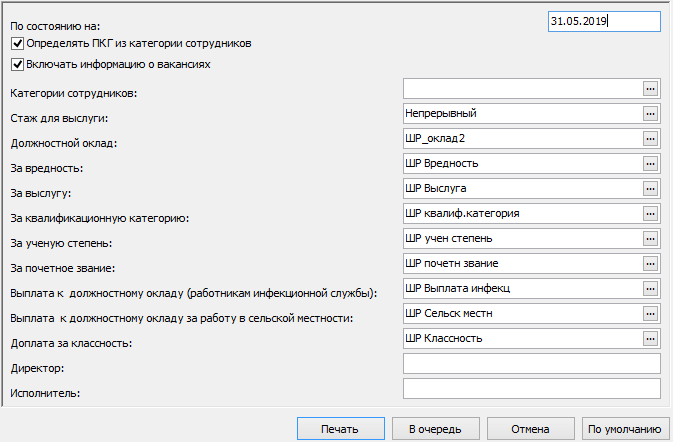 По состоянию на: 31.05.2019
Определять ПКГ из категории сотрудников
Включать информацию о вакансиях
Категории сотрудников: ...
Стаж для выслуги: Непрерывный ...
Должностной оклад: ШР_оклад2 ...
За вредность: ШР Вредность ...
За выслугу: ШР Выслуга ...
За квалификационную категорию: ШР квалиф.категория ...
За ученую степень: ШР учен степень ...
За почетное звание: ШР почетн звание ...
Выплата к должностному окладу (работникам инфекционной службы): ШР Выплата инфекц ...
Выплата к должностному окладу за работу в сельской местности: ШР Сельск местн ...
Доплата за классность: ШР Классность ...
Директор:
Исполнитель:
Печать В очередь Отмена По умолчанию